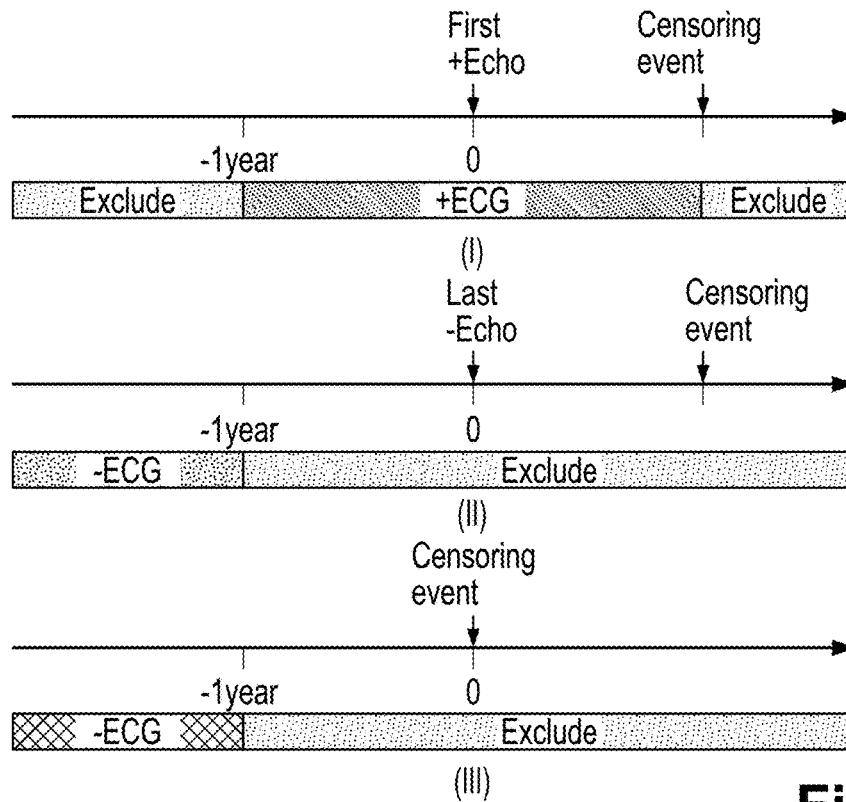 First Censoring
+Echo event
-1year 0
Exclude +ECG Exclude
(I)
Last Censoring
-Echo event
-1year 0
-ECG Exclude
(II)
Censoring
event
-1year 0
-ECG Exclude
(III)